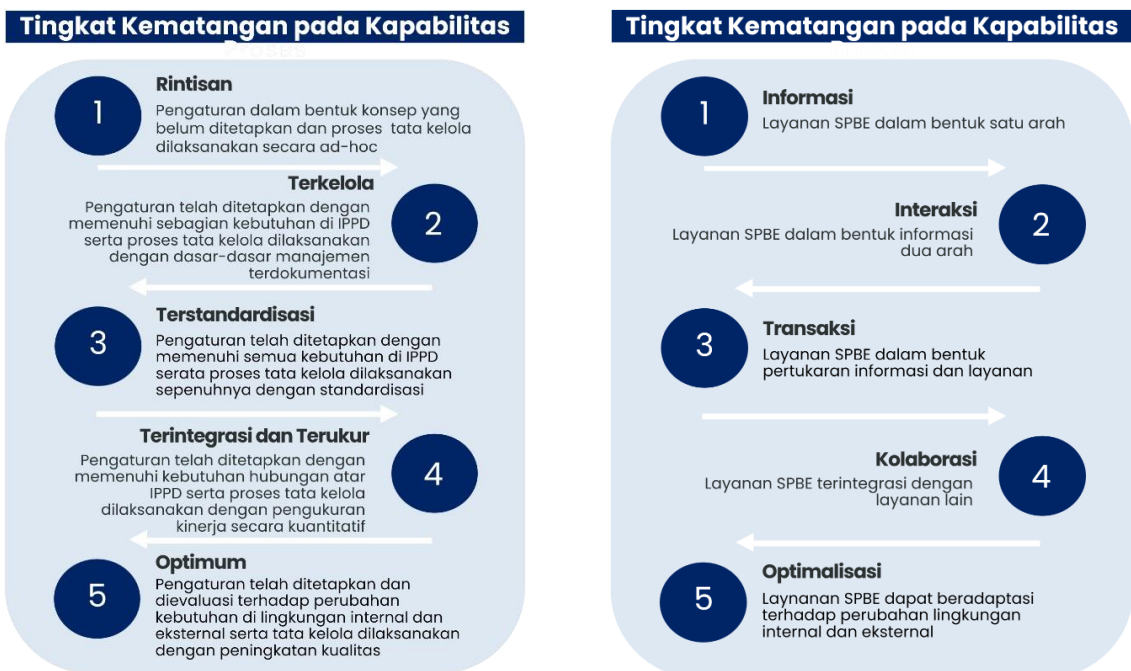 Tingkat Kematangan pada Kapabilitas
1
Rintisan
Pengaturan dalam bentuk konsep yang
belum ditetapkan dan proses tata kelola
dilaksanakan secara ad-hoc
Terkelola
Pengaturan telah ditetapkan dengan
memenuhi sebagian kebutuhan di IPPD
serta proses tata kelola dilaksanakan
dengan dasar-dasar manajemen
terdokumentasi
2
3
Terstandardisasi
Pengaturan telah ditetapkan dengan
memenuhi semua kebutuhan di IPPD
serata proses tata kelola dilaksanakan
sepenuhnya dengan standardisasi
Terintegrasi dan Terukur
Pengaturan telah ditetapkan dengan
memenuhi kebutuhan hubungan atar
IPPD serta proses tata kelola
dilaksanakan dengan pengukuran
kinerja secara kuantitatif
4
5
Optimum
Pengaturan telah ditetapkan dan
dievaluasi terhadap perubahan
kebutuhan di lingkungan internal dan
eksternal serta tata kelola dilaksanakan
dengan peningkatan kualitas
Tingkat Kematangan pada Kapabilitas
1
Informasi
Layanan SPBE dalam bentuk satu arah
Interaksi
Layanan SPBE dalam bentuk informasi
dua arah
2
3
Transaksi
Layanan SPBE dalam bentuk
pertukaran informasi dan layanan
Kolaborasi
Layanan SPBE terintegrasi dengan
layanan lain
4
5
Optimalisasi
Laynanan SPBE dapat beradaptasi
terhadap perubahan lingkungan
internal dan eksternal